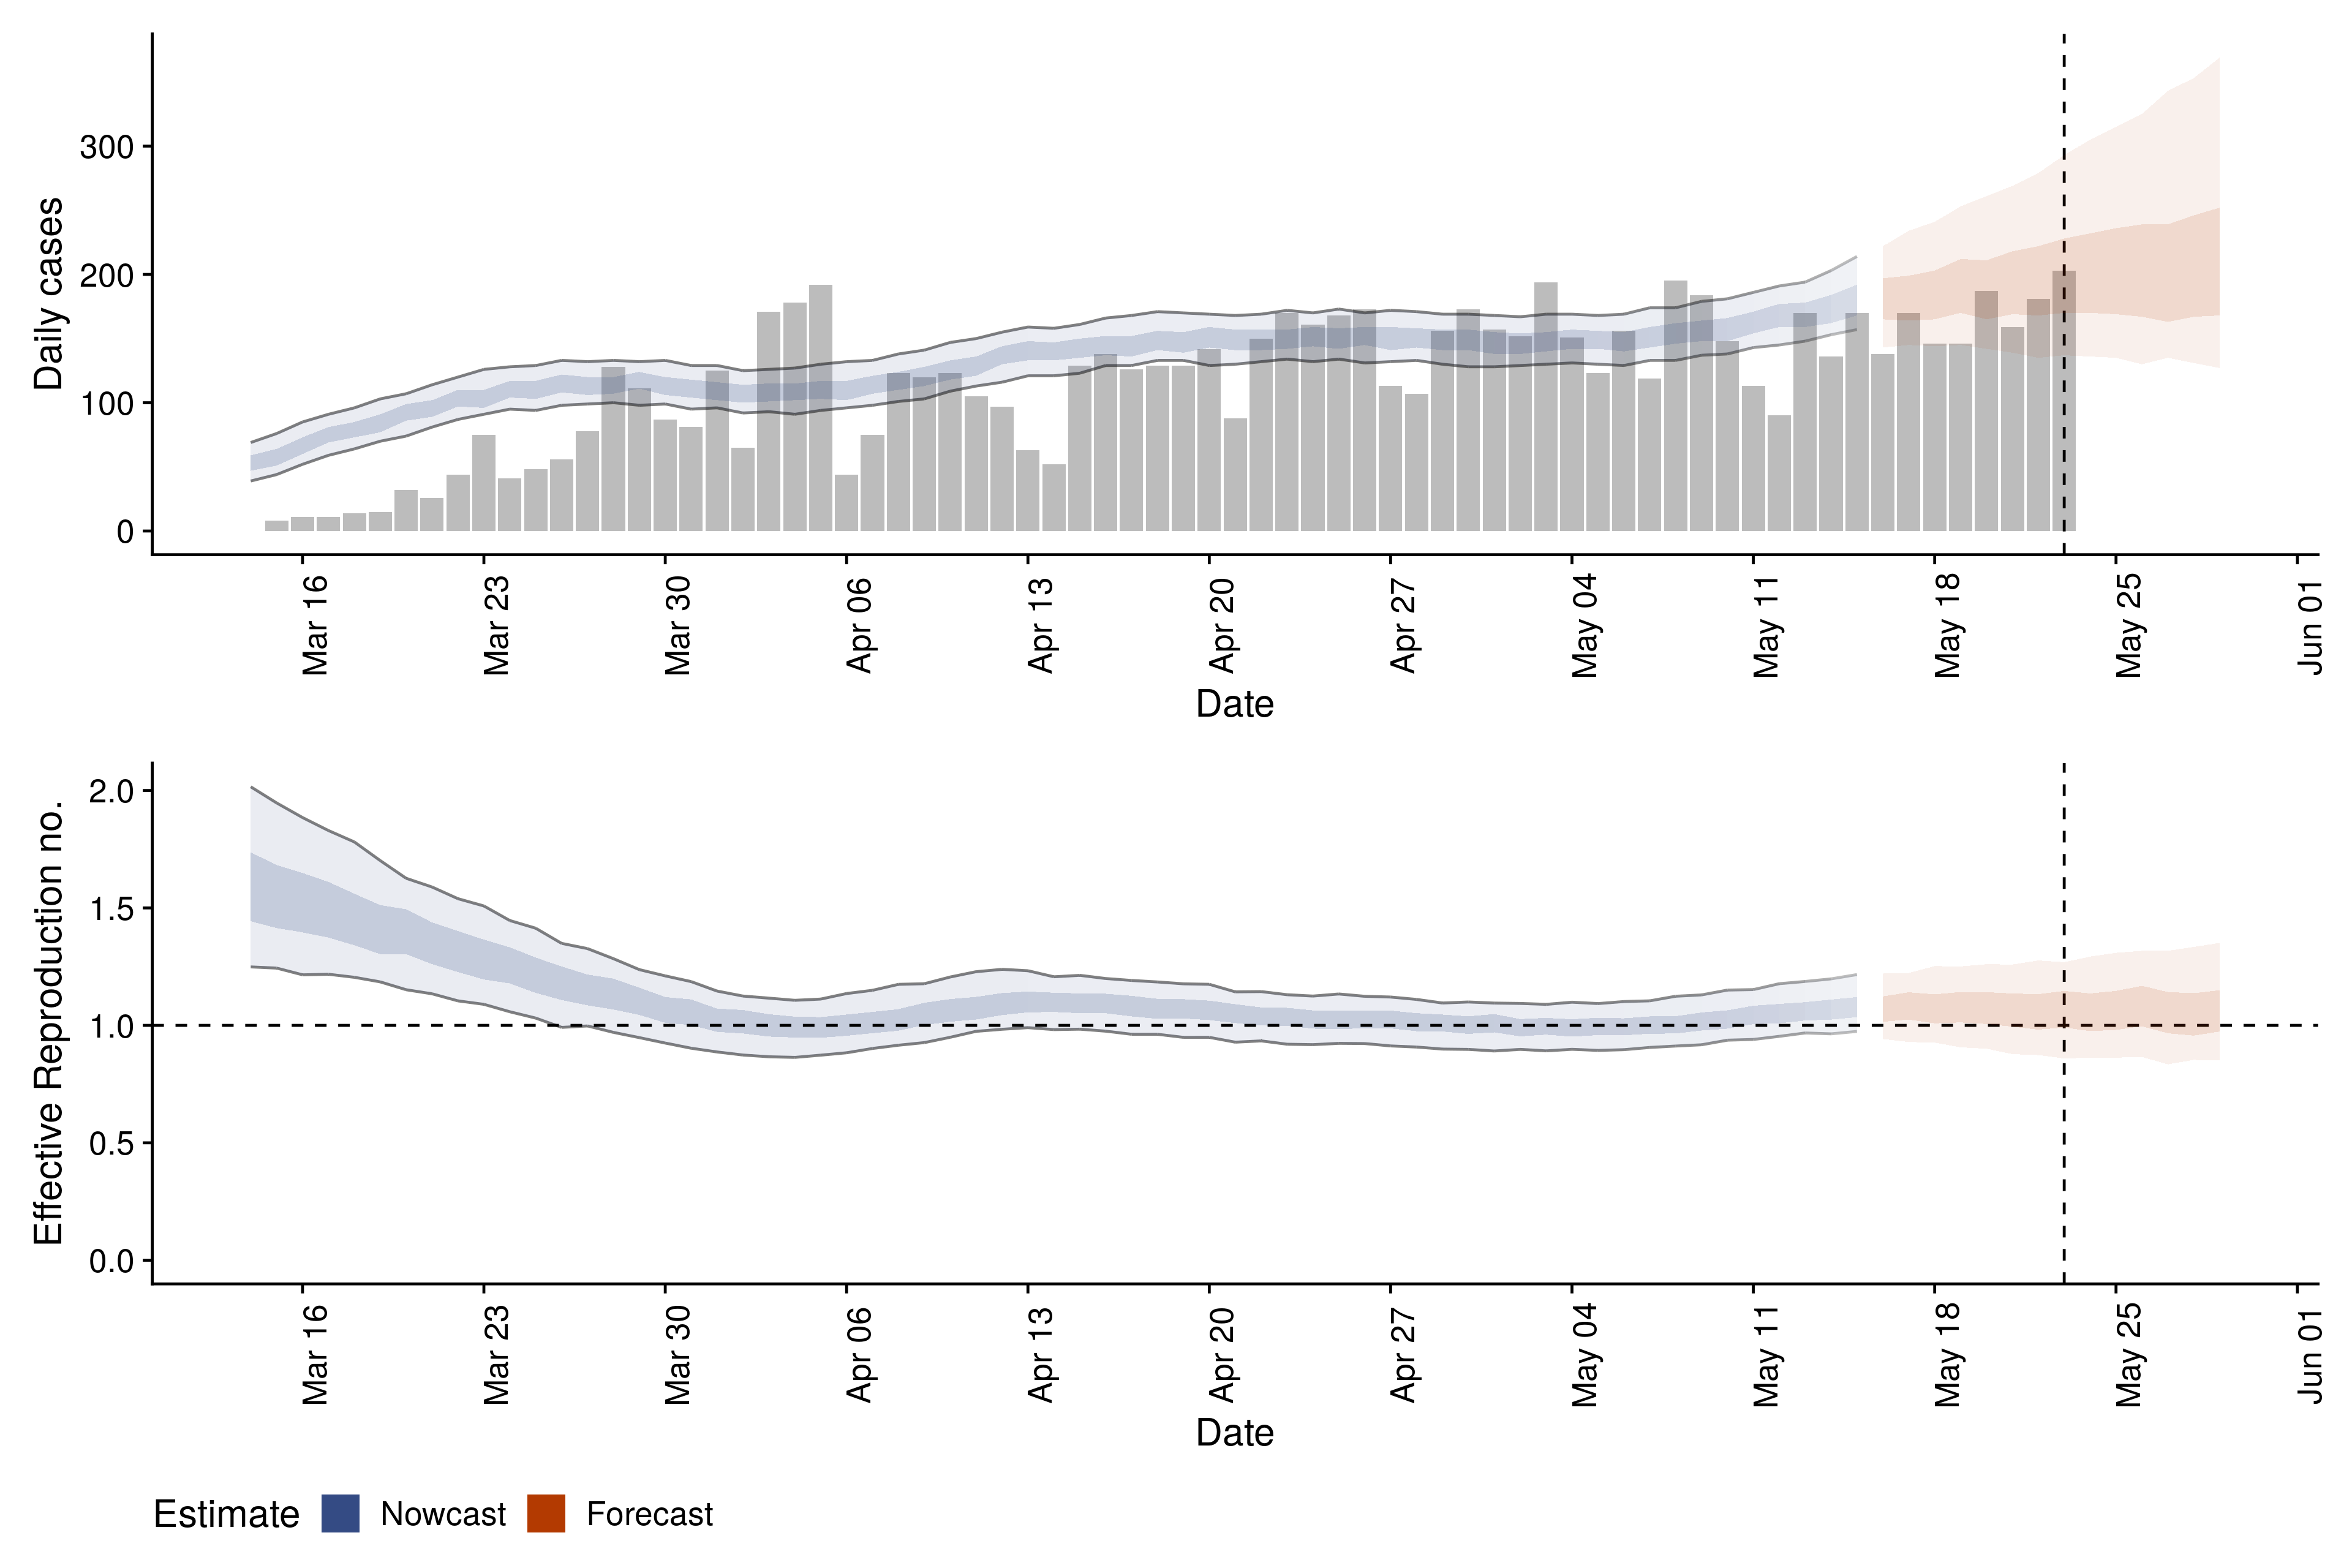 Daily cases
300
200
100
0
Mar 16
Mar 23
Mar 30
Apr 06
Apr 13
Apr 20
Apr 27
May 04
May 11
May 18
May 25
Jun 01
Date
Effective Reproduction no.
2.0
1.5
1.0
0.5
0.0
Mar 16
Mar 23
Mar 30
Apr 06
Apr 13
Apr 20
Apr 27
May 04
May 11
May 18
May 25
Jun 01
Date
Estimate Nowcast Forecast